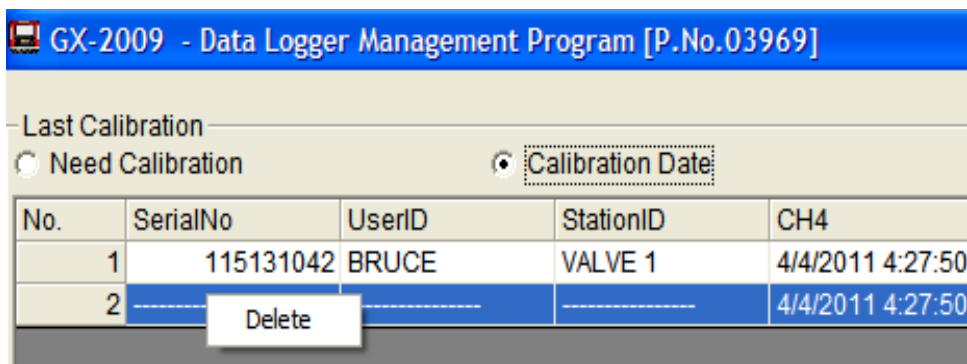 GX-2009 - Data Logger Management Program [P.No.03969]
Last Calibration
Need Calibration Calibration Date
No. SerialNo UserID StationID CH4
1 115131042 BRUCE VALVE 1 4/4/2011 4:27:50
2 ---------------- ---------------- ---------------- 4/4/2011 4:27:50
Delete